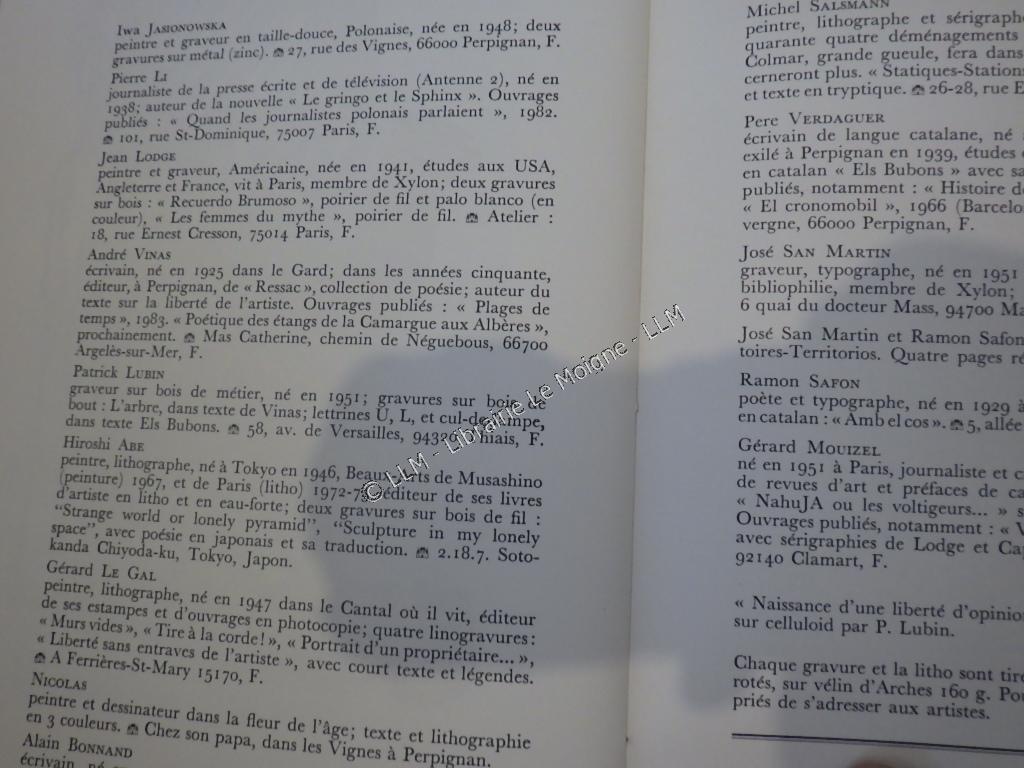 Iwa JASIONOWSKA
peintre et graveur en taille-douce, Polonaise, née en 1948; deux
gravures sur métal (zinc). 27, rue des Vignes, 66000 Perpignan, F.
Pierre LI
journaliste de la presse écrite et de télévision (Antenne 2), né en
1938; auteur de la nouvelle « Le gringo et le Sphinx ». Ouvrages
publiés : « Quand les journalistes polonais parlaient », 1982.
101, rue St-Dominique, 75007 Paris, F.
Jean LODGE
peintre et graveur, Américaine, née en 1941, études aux USA,
Angleterre et France, vit à Paris, membre de Xylon; deux gravures
sur bois : « Recuerdo Brumoso », poirier de fil et palo blanco (en
couleur), « Les femmes du mythe », poirier de fil. Atelier :
18, rue Ernest Cresson, 75014 Paris, F.
André VINAS
écrivain, né en 1925 dans le Gard; dans les années cinquante,
éditeur, à Perpignan, de « Ressac », collection de poésie; auteur du
texte sur la liberté de l'artiste. Ouvrages publiés : « Plages de
temps », 1983. « Poétique des étangs de la Camargue aux Albères »,
prochainement. Mas Catherine, chemin de Néguebous, 66700
Argelès-sur-Mer, F.
Patrick LUBIN
graveur sur bois de métier, né en 1951; gravures sur bois de
bout : L'arbre, dans texte de Vinas; lettrines U, L, et cul-de-lampe,
dans texte Els Bubons. 58, av. de Versailles, 94320 Thiais, F.
Hiroshi ABE
peintre, lithographe, né à Tokyo en 1946, Beaux-Arts de Musashino
(peinture) 1967, et de Paris (litho) 1972-7 éditeur de ses livres
d'artiste en litho et en eau-forte; deux gravures sur bois de fil :
“Strange world or lonely pyramid”, “Sculpture in my lonely
space”, avec poésie en japonais et sa traduction. 2.18.7. Soto-
kanda Chiyoda-ku, Tokyo, Japon.
Gérard LE GAL
peintre, lithographe, né en 1947 dans le Cantal où il vit, éditeur
de ses estampes et d'ouvrages en photocopie; quatre linogravures:
« Murs vides », « Tire à la corde! », « Portrait d'un propriétaire... »,
« Liberté sans entraves de l'artiste », avec court texte et légendes.
A Ferrières-St-Mary 15170, F.
NICOLAS
peintre et dessinateur dans la fleur de l'âge; texte et lithographie
en 3 couleurs. Chez son papa, dans les Vignes à Perpignan.
Alain BONNAND
écrivain, né
Michel SALSMANN
peintre, lithographe et sérigraphe
quarante quatre déménagements
Colmar, grande gueule, fera dans
cerneront plus. « Statiques-Stations
et texte en tryptique. 26-28, rue E
Pere VERDAGUER
écrivain de langue catalane, né
exilé à Perpignan en 1939, études
en catalan « Els Bubons » avec sa
publiés, notamment : « Histoire de
« El cronomobil », 1966 (Barcelon
vergne, 66000 Perpignan, F.
José SAN MARTIN
graveur, typographe, né en 1951
bibliophilie, membre de Xylon;
6 quai du docteur Mass, 94700 Ma
José San Martin et Ramon Safon
toires-Territorios. Quatre pages ré
Ramon SAFON
poète et typographe, né en 1929 à
en catalan : « Amb el cos ». 5, allée
Gérard MOUIZEL
né en 1951 à Paris, journaliste et c
de revues d'art et préfaces de ca
« NahuJA ou les voltigeurs... » s
Ouvrages publiés, notamment : « V
avec sérigraphies de Lodge et Ca
92140 Clamart, F.
« Naissance d'une liberté d'opinion
sur celluloid par P. Lubin.
Chaque gravure et la litho sont tiré
rotés, sur vélin d'Arches 160 g. Pou
priés de s'adresser aux artistes.
© LLM - Librairie Le Moigne - LLM